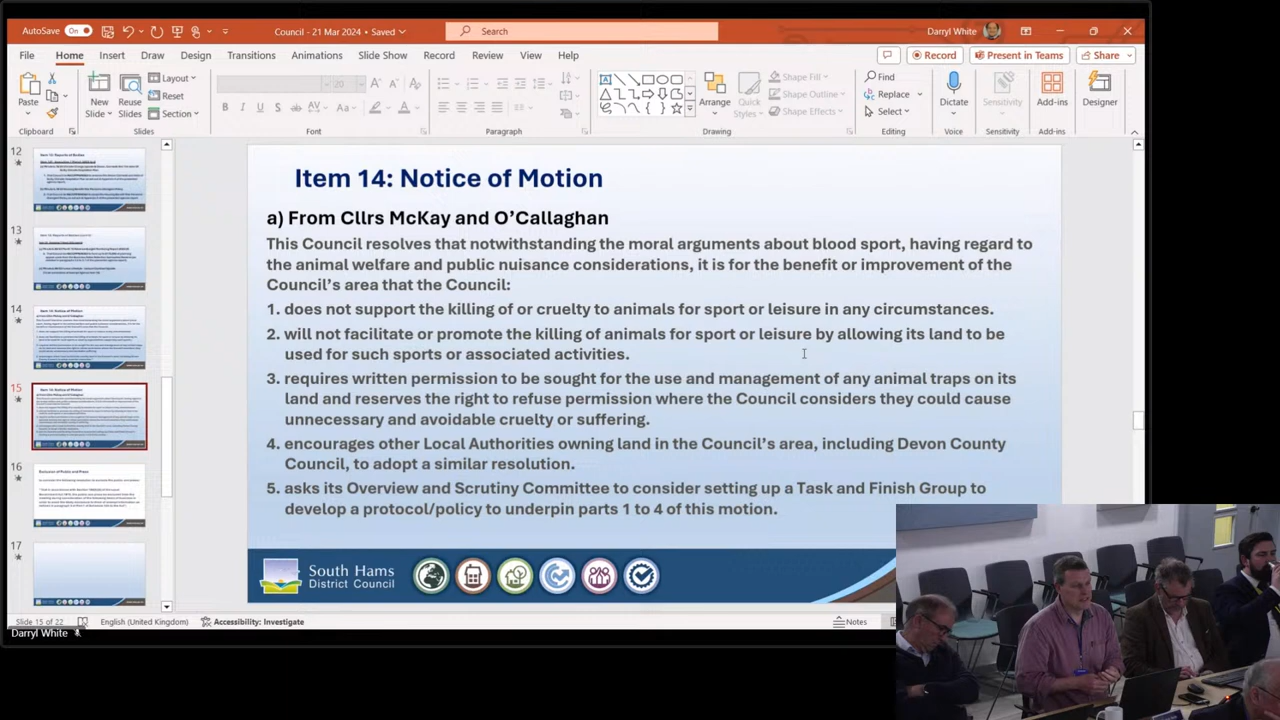 AutoSave On Council - 21 Mar 2024 • Saved Search Darryl White
File Home Insert Draw Design Transitions Animations Slide Show Record Review View Help Record Present in Teams Share
Paste New Slide Reuse Slides Layout Reset Section
Arrange Quick Styles Shape Fill Shape Outline Shape Effects
Find Replace Select Dictate Sensitivity Add-ins Designer
Clipboard Slides Font Paragraph Drawing Editing Voice Sensitivity Add-ins
12
13
14
15
16
17
Item 14: Notice of Motion
a) From Cllrs McKay and O'Callaghan
This Council resolves that notwithstanding the moral arguments about blood sport, having regard to
the animal welfare and public nuisance considerations, it is for the benefit or improvement of the
Council's area that the Council:
1. does not support the killing of or cruelty to animals for sport or leisure in any circumstances.
2. will not facilitate or promote the killing of animals for sport or leisure by allowing its land to be
used for such sports or associated activities.
3. requires written permission to be sought for the use and management of any animal traps on its
land and reserves the right to refuse permission where the Council considers they could cause
unnecessary and avoidable cruelty or suffering.
4. encourages other Local Authorities owning land in the Council area, including Devon County
Council, to adopt a similar resolution.
5. asks its Overview and Scrutiny Committee to consider setting up a Task and Finish Group to
develop a protocol/policy to underpin parts 1 to 4 of this motion.
South Hams
District Council
Slide 15 of 22 English (United Kingdom) Accessibility: Investigate Notes
Darryl White